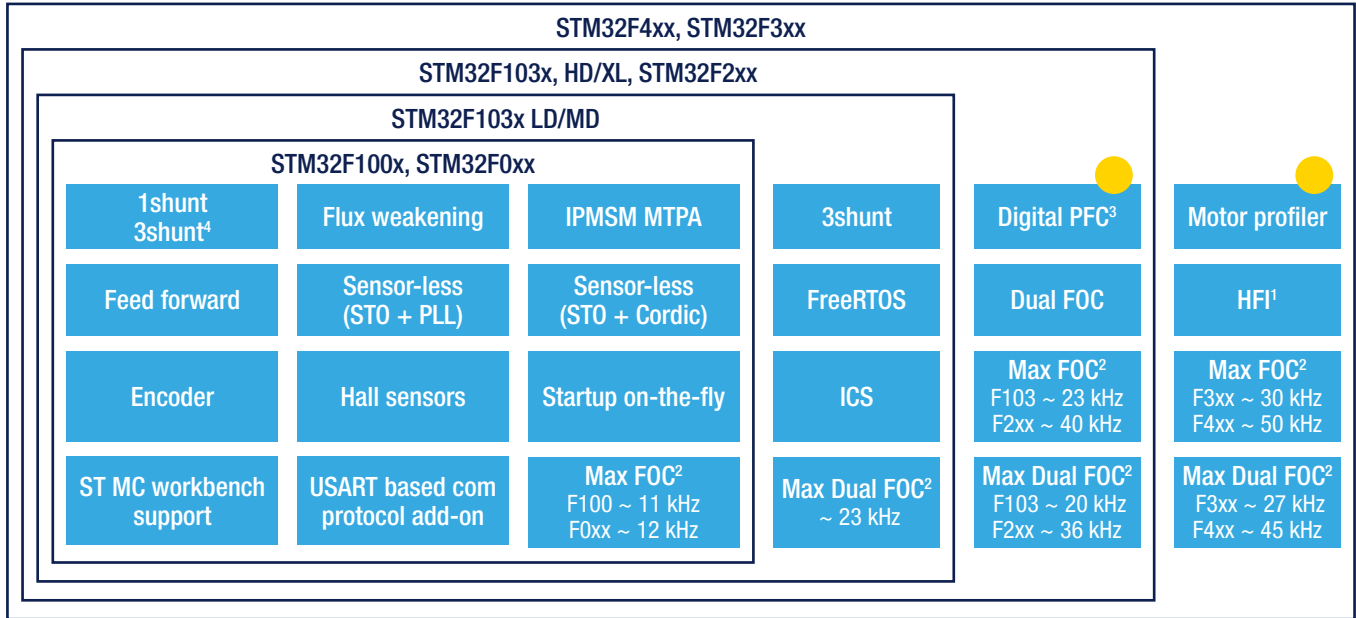 STM32F4xx, STM32F3xx
STM32F103x, HD/XL, STM32F2xx
STM32F103x LD/MD
STM32F100x, STM32F0xx
1shunt
3shunt⁴
Flux weakening
IPMSM MTPA
3shunt
Digital PFC³
Motor profiler
Feed forward
Sensor-less
(STO + PLL)
Sensor-less
(STO + Cordic)
FreeRTOS
Dual FOC
HFI¹
Encoder
Hall sensors
Startup on-the-fly
ICS
Max FOC²
F103 ~ 23 kHz
F2xx ~ 40 kHz
Max FOC²
F3xx ~ 30 kHz
F4xx ~ 50 kHz
ST MC workbench
support
USART based com
protocol add-on
Max FOC²
F100 ~ 11 kHz
F0xx ~ 12 kHz
Max Dual FOC²
~ 23 kHz
Max Dual FOC²
F103 ~ 20 kHz
F2xx ~ 36 kHz
Max Dual FOC²
F3xx ~ 27 kHz
F4xx ~ 45 kHz